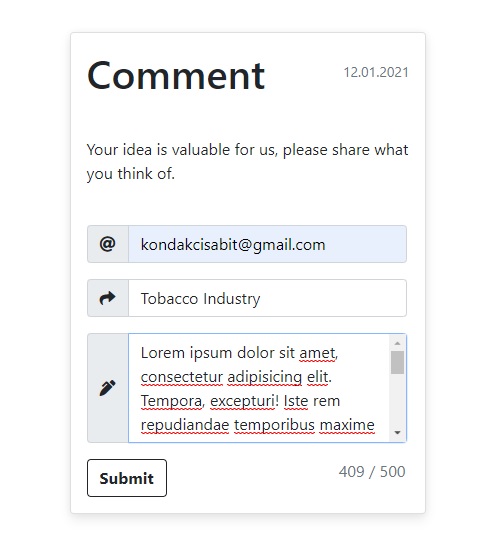 Comment
12.01.2021
Your idea is valuable for us, please share what
you think of.
@ kondakcisabit@gmail.com
Tobacco Industry
Lorem ipsum dolor sit amet,
consectetur adipisicing elit.
Tempora, excepturi! Iste rem
repudiandae temporibus maxime
Submit
409 / 500